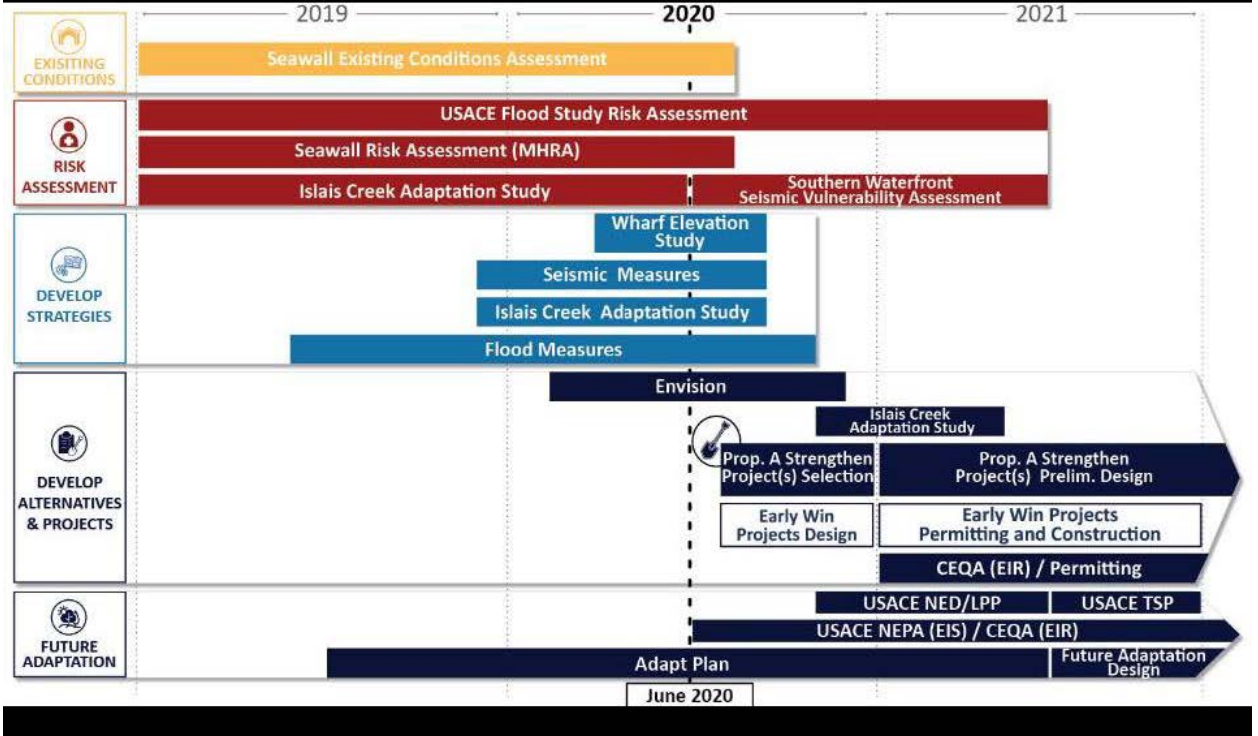 2019
2020
2021
EXISITING
CONDITIONS
Seawall Existing Conditions Assessment
RISK
ASSESSMENT
USACE Flood Study Risk Assessment
Seawall Risk Assessment (MHRA)
Islais Creek Adaptation Study
Southern Waterfront
Seismic Vulnerability Assessment
DEVELOP
STRATEGIES
Wharf Elevation
Study
Seismic Measures
Islais Creek Adaptation Study
Flood Measures
DEVELOP
ALTERNATIVES
& PROJECTS
Envision
Islais Creek
Adaptation Study
Prop. A Strengthen
Project(s) Selection
Prop. A Strengthen
Project(s) Prelim. Design
Early Win
Projects Design
Early Win Projects
Permitting and Construction
CEQA (EIR) / Permitting
FUTURE
ADAPTATION
USACE NED/LPP
USACE TSP
USACE NEPA (EIS) / CEQA (EIR)
Adapt Plan
Future Adaptation
Design
June 2020